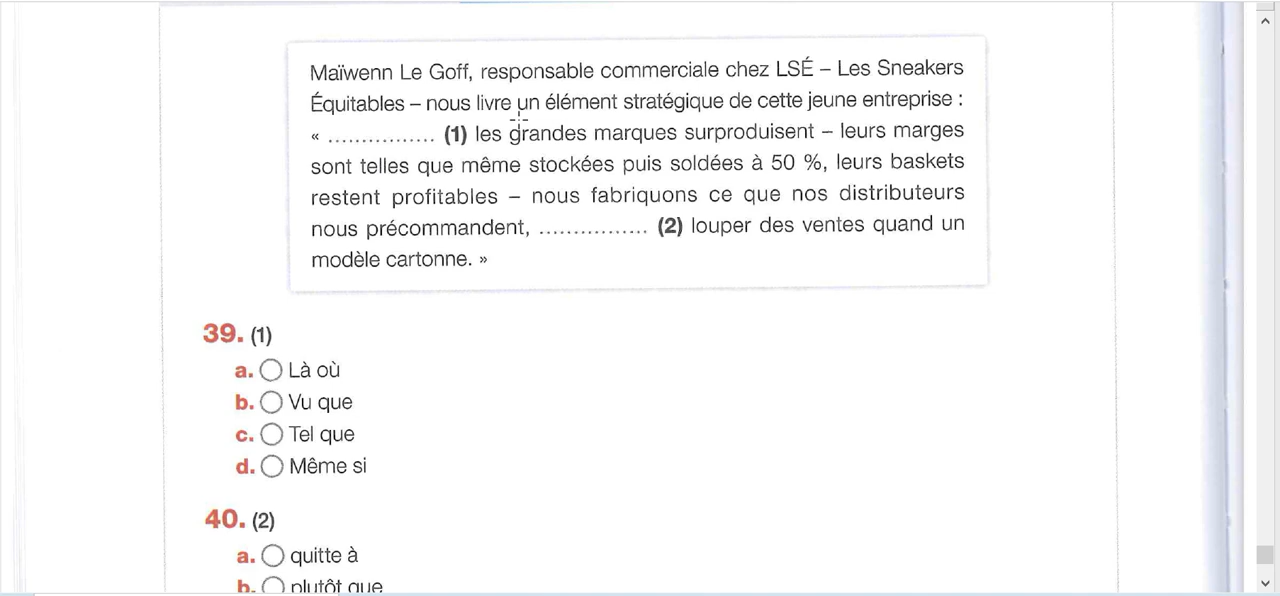 Maïwenn Le Goff, responsable commerciale chez LSÉ – Les Sneakers
Équitables – nous livre un élément stratégique de cette jeune entreprise :
« ................ (1) les grandes marques surproduisent – leurs marges
sont telles que même stockées puis soldées à 50 %, leurs baskets
restent profitables – nous fabriquons ce que nos distributeurs
nous précommandent, ................ (2) louper des ventes quand un
modèle cartonne. »
39. (1)
a. Là où
b. Vu que
c. Tel que
d. Même si
40. (2)
a. quitte à
b. plutôt que